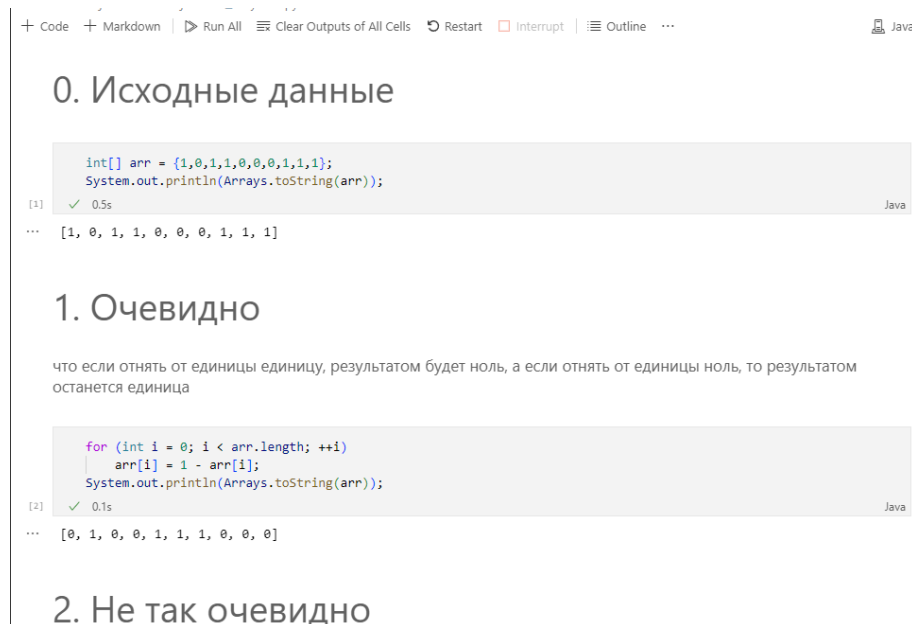 Code Markdown Run All Clear Outputs of All Cells Restart Interrupt Outline ... Java
0. Исходные данные
int[] arr = {1,0,1,1,0,0,0,1,1,1};
System.out.println(Arrays.toString(arr));
[1] 0.5s Java
... [1, 0, 1, 1, 0, 0, 0, 1, 1, 1]
1. Очевидно
что если отнять от единицы единицу, результатом будет ноль, а если отнять от единицы ноль, то результатом
останется единица
for (int i = 0; i < arr.length; ++i)
arr[i] = 1 - arr[i];
System.out.println(Arrays.toString(arr));
[2] 0.1s Java
... [0, 1, 0, 0, 1, 1, 1, 0, 0, 0]
2. Не так очевидно